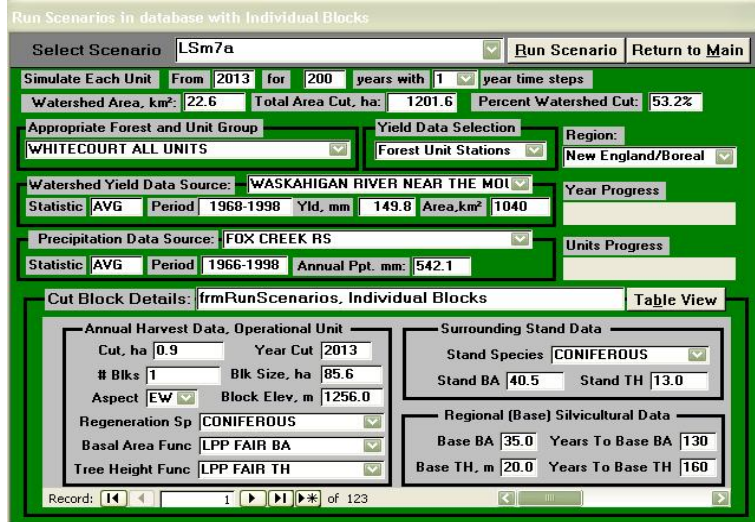 Run Scenarios in database with Individual Blocks
Select Scenario LSm7a Run Scenario Return to Main
Simulate Each Unit From 2013 for 200 years with 1 year time steps
Watershed Area, km²: 22.6 Total Area Cut, ha: 1201.6 Percent Watershed Cut: 53.2%
Appropriate Forest and Unit Group Yield Data Selection Region:
WHITECOURT ALL UNITS Forest Unit Stations New England/Boreal
Watershed Yield Data Source: WASKAHIGAN RIVER NEAR THE MOU Year Progress
Statistic AVG Period 1968-1998 Yld, mm 149.8 Area,km² 1040
Precipitation Data Source: FOX CREEK RS Units Progress
Statistic AVG Period 1966-1998 Annual Ppt. mm: 542.1
Cut Block Details: frmRunScenarios, Individual Blocks Table View
Annual Harvest Data, Operational Unit Surrounding Stand Data
Cut, ha 0.9 Year Cut 2013 Stand Species CONIFEROUS
# Blks 1 Blk Size, ha 85.6 Stand BA 40.5 Stand TH 13.0
Aspect EW Block Elev, m 1256.0
Regeneration Sp CONIFEROUS Regional (Base) Silvicultural Data
Basal Area Func LPP FAIR BA Base BA 35.0 Years To Base BA 130
Tree Height Func LPP FAIR TH Base TH, m 20.0 Years To Base TH 160
Record: 1 of 123